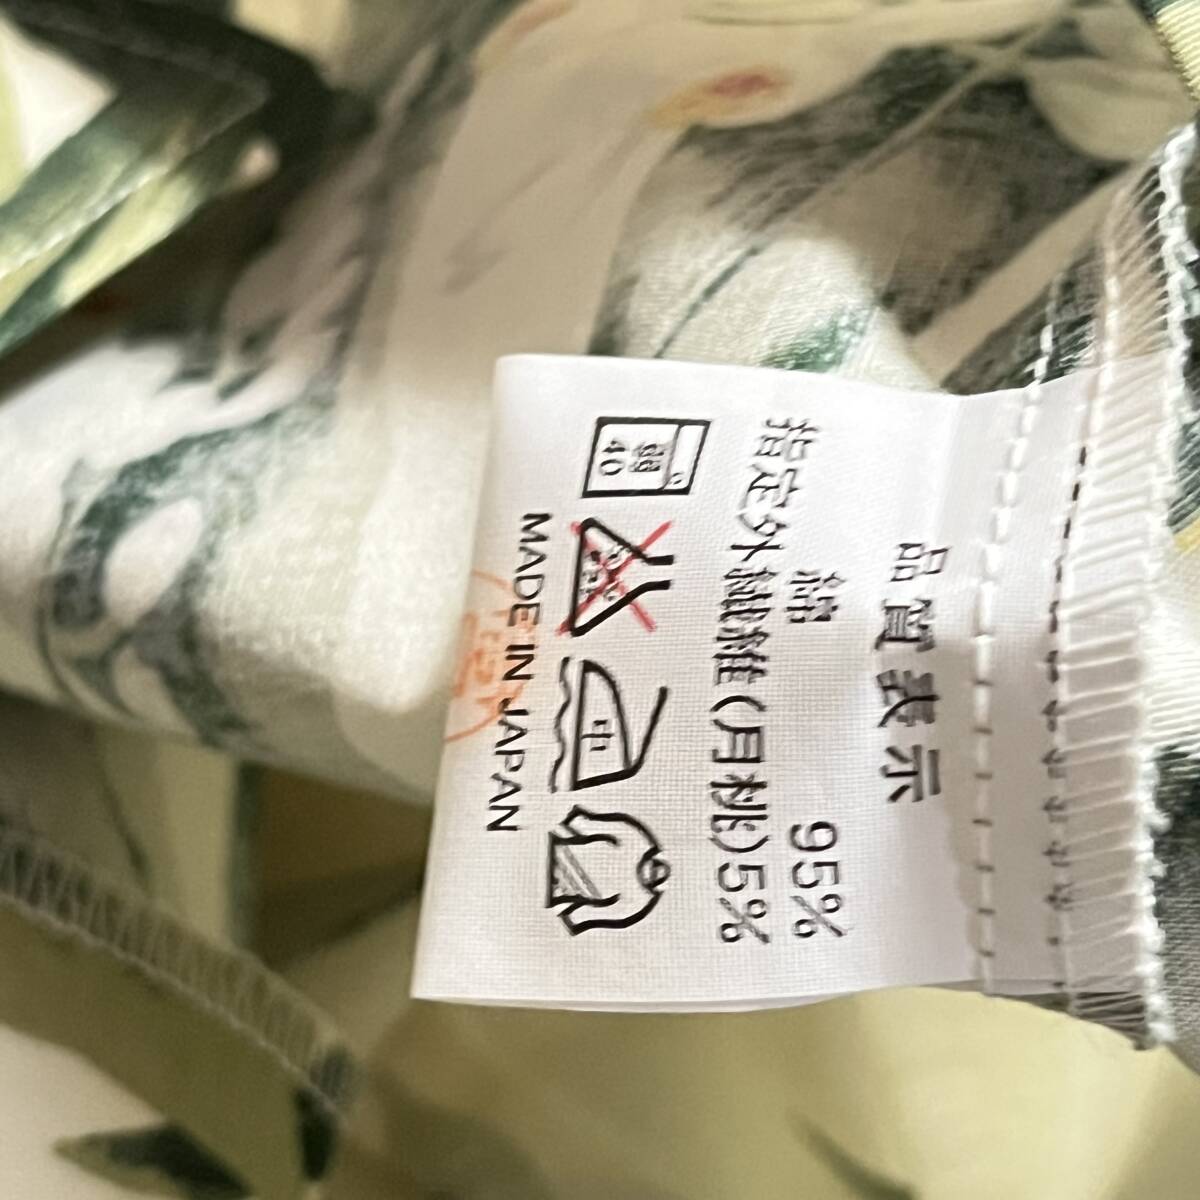 品質表示
綿 95%
指定外繊維(月桃)5%
弱
40
中
MADE IN JAPAN